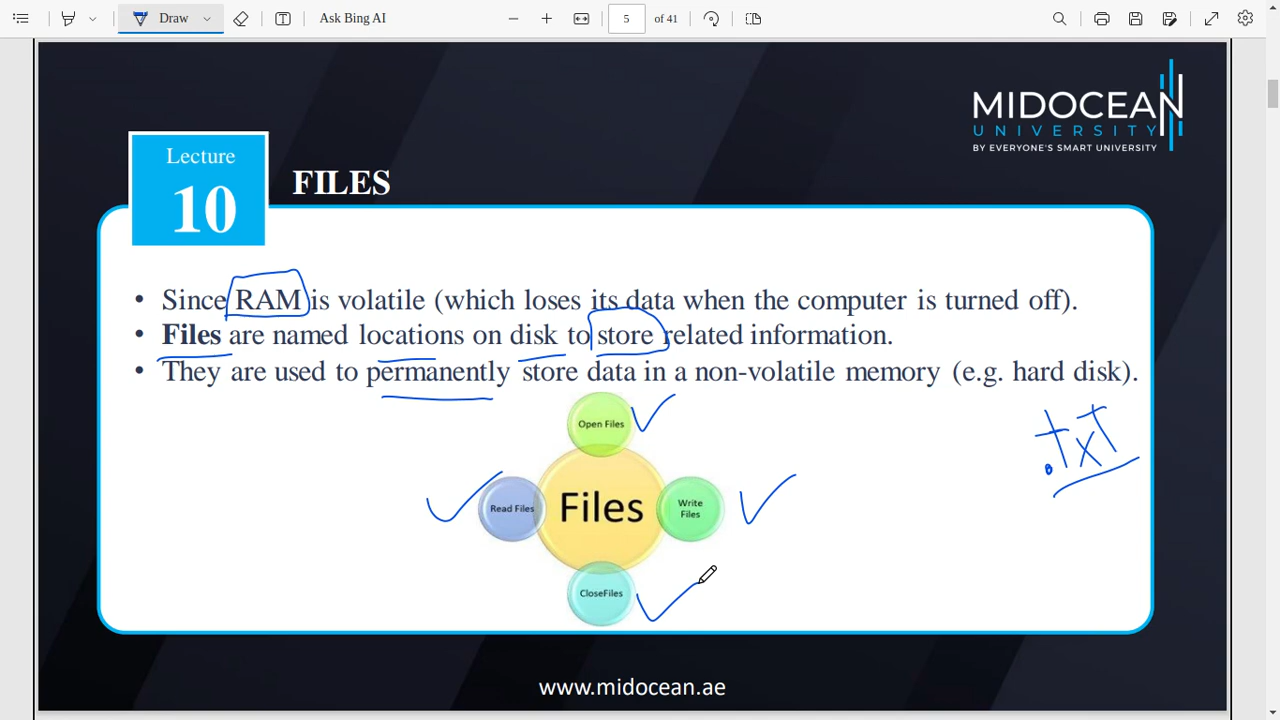 Draw
Ask Bing AI
5
of 41
MIDOCEAN
UNIVERSITY
BY EVERYONE'S SMART UNIVERSITY
Lecture
10
FILES
• Since RAM is volatile (which loses its data when the computer is turned off).
• Files are named locations on disk to store related information.
• They are used to permanently store data in a non-volatile memory (e.g. hard disk).
Open Files
.txT
Read Files
Files
Write
Files
CloseFiles
www.midocean.ae